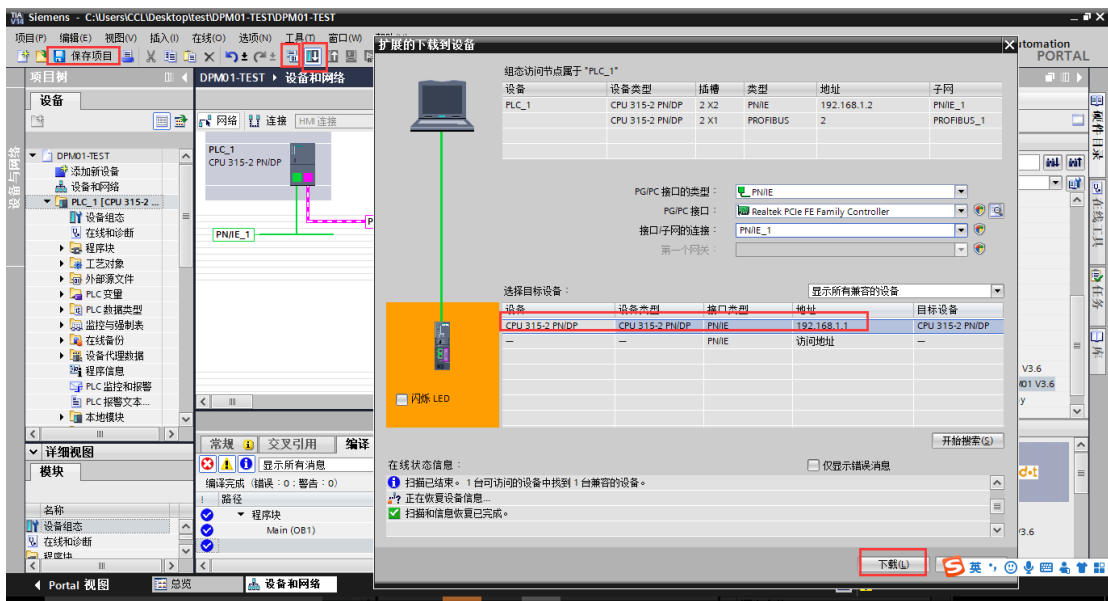 Siemens - C:\Users\CCL\Desktop\test\DPM01-TEST\DPM01-TEST
项目(P) 编辑(E) 视图(V) 插入(I) 在线(O) 选项(N) 工具(T) 窗口(W)
保存项目
utomation
PORTAL
项目树
DPM01-TEST ▸ 设备和网络
设备
网络 连接 HMI 连接
DPM01-TEST
添加新设备
设备和网络
PLC_1 [CPU 315-2 ...
设备组态
在线和诊断
程序块
工艺对象
外部源文件
PLC 变量
PLC 数据类型
监控与强制表
在线备份
设备代理数据
程序信息
PLC 监控和报警
PLC 报警文本...
本地模块
详细视图
模块
名称
设备组态
在线和诊断
程序块
设备与网络
PLC_1
CPU 315-2 PN/DP
PN/IE_1
P
常规 交叉引用 编译
显示所有消息
编译完成（错误：0；警告：0）
! 路径
程序块
Main (OB1)
Portal 视图 总览 设备和网络
扩展的下载到设备
组态访问节点属于 "PLC_1"
设备 设备类型 插槽 类型 地址 子网
PLC_1 CPU 315-2 PN/DP 2 X2 PN/IE 192.168.1.2 PN/IE_1
CPU 315-2 PN/DP 2 X1 PROFIBUS 2 PROFIBUS_1
PG/PC 接口的类型： PN/IE
PG/PC 接口： Realtek PCIe FE Family Controller
接口/子网的连接： PN/IE_1
第一个网关：
选择目标设备： 显示所有兼容的设备
设备 设备类型 接口类型 地址 目标设备
CPU 315-2 PN/DP CPU 315-2 PN/DP PN/IE 192.168.1.1 CPU 315-2 PN/DP
— — PN/IE 访问地址 —
闪烁 LED
开始搜索(S)
在线状态信息： 仅显示错误消息
扫描已结束。1 台可访问的设备中找到 1 台兼容的设备。
正在恢复设备信息...
扫描和信息恢复已完成。
下载(L)
硬件目录
在线工具
任务
库
V3.6
01 V3.6
y
d•t
/3.6
英